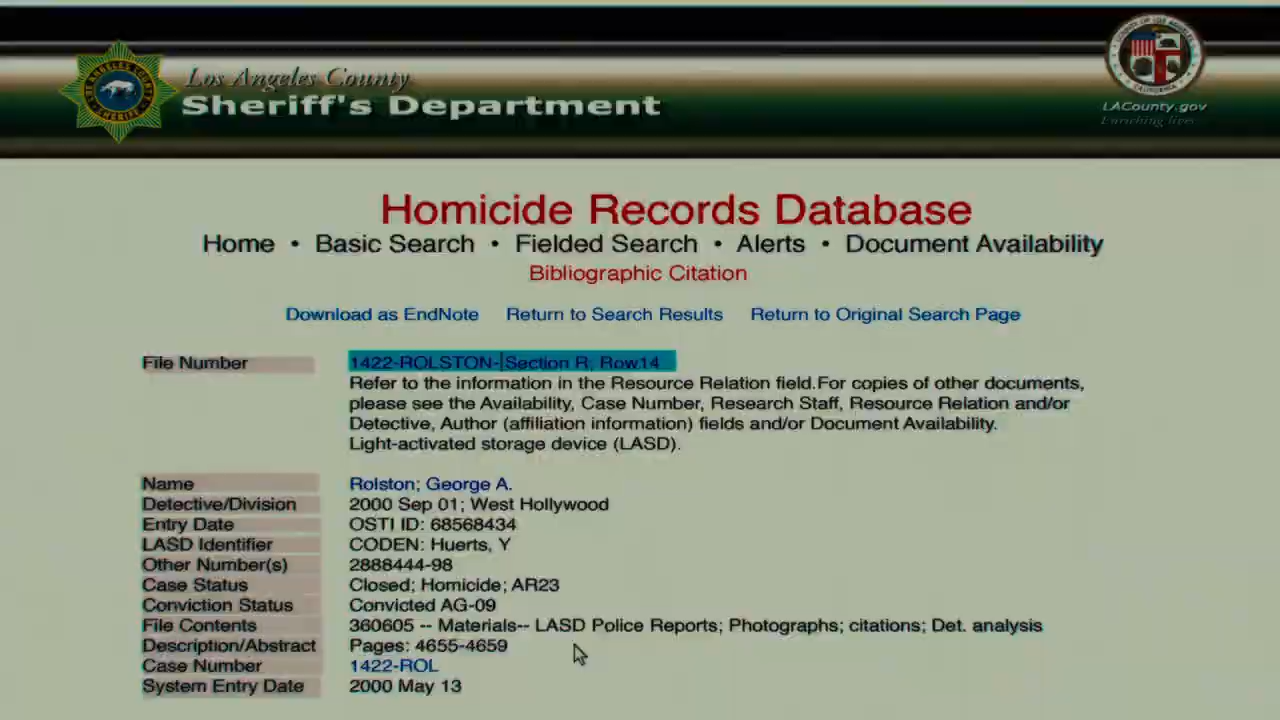 Los Angeles County
Sheriff's Department
LACounty.gov
Enriching lives
Homicide Records Database
Home • Basic Search • Fielded Search • Alerts • Document Availability
Bibliographic Citation
Download as EndNote Return to Search Results Return to Original Search Page
File Number 1422-ROLSTON-Section R; Row14
Refer to the information in the Resource Relation field.For copies of other documents,
please see the Availability, Case Number, Research Staff, Resource Relation and/or
Detective, Author (affiliation information) fields and/or Document Availability.
Light-activated storage device (LASD).
Name Rolston; George A.
Detective/Division 2000 Sep 01; West Hollywood
Entry Date OSTI ID: 68568434
LASD Identifier CODEN: Huerts, Y
Other Number(s) 2888444-98
Case Status Closed; Homicide; AR23
Conviction Status Convicted AG-09
File Contents 360605 -- Materials-- LASD Police Reports; Photographs; citations; Det. analysis
Description/Abstract Pages: 4655-4659
Case Number 1422-ROL
System Entry Date 2000 May 13